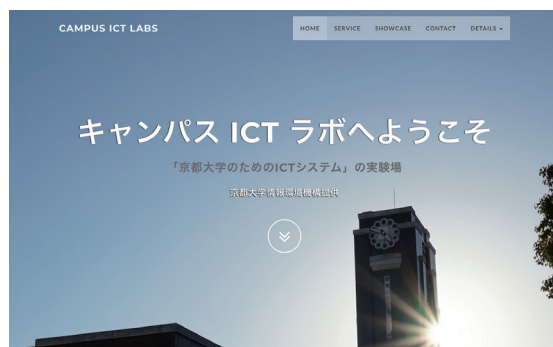 CAMPUS ICT LABS
HOME SERVICE SHOWCASE CONTACT DETAILS
キャンパス ICT ラボへようこそ
「京都大学のためのICTシステム」の実験場
京都大学情報環境機構提供